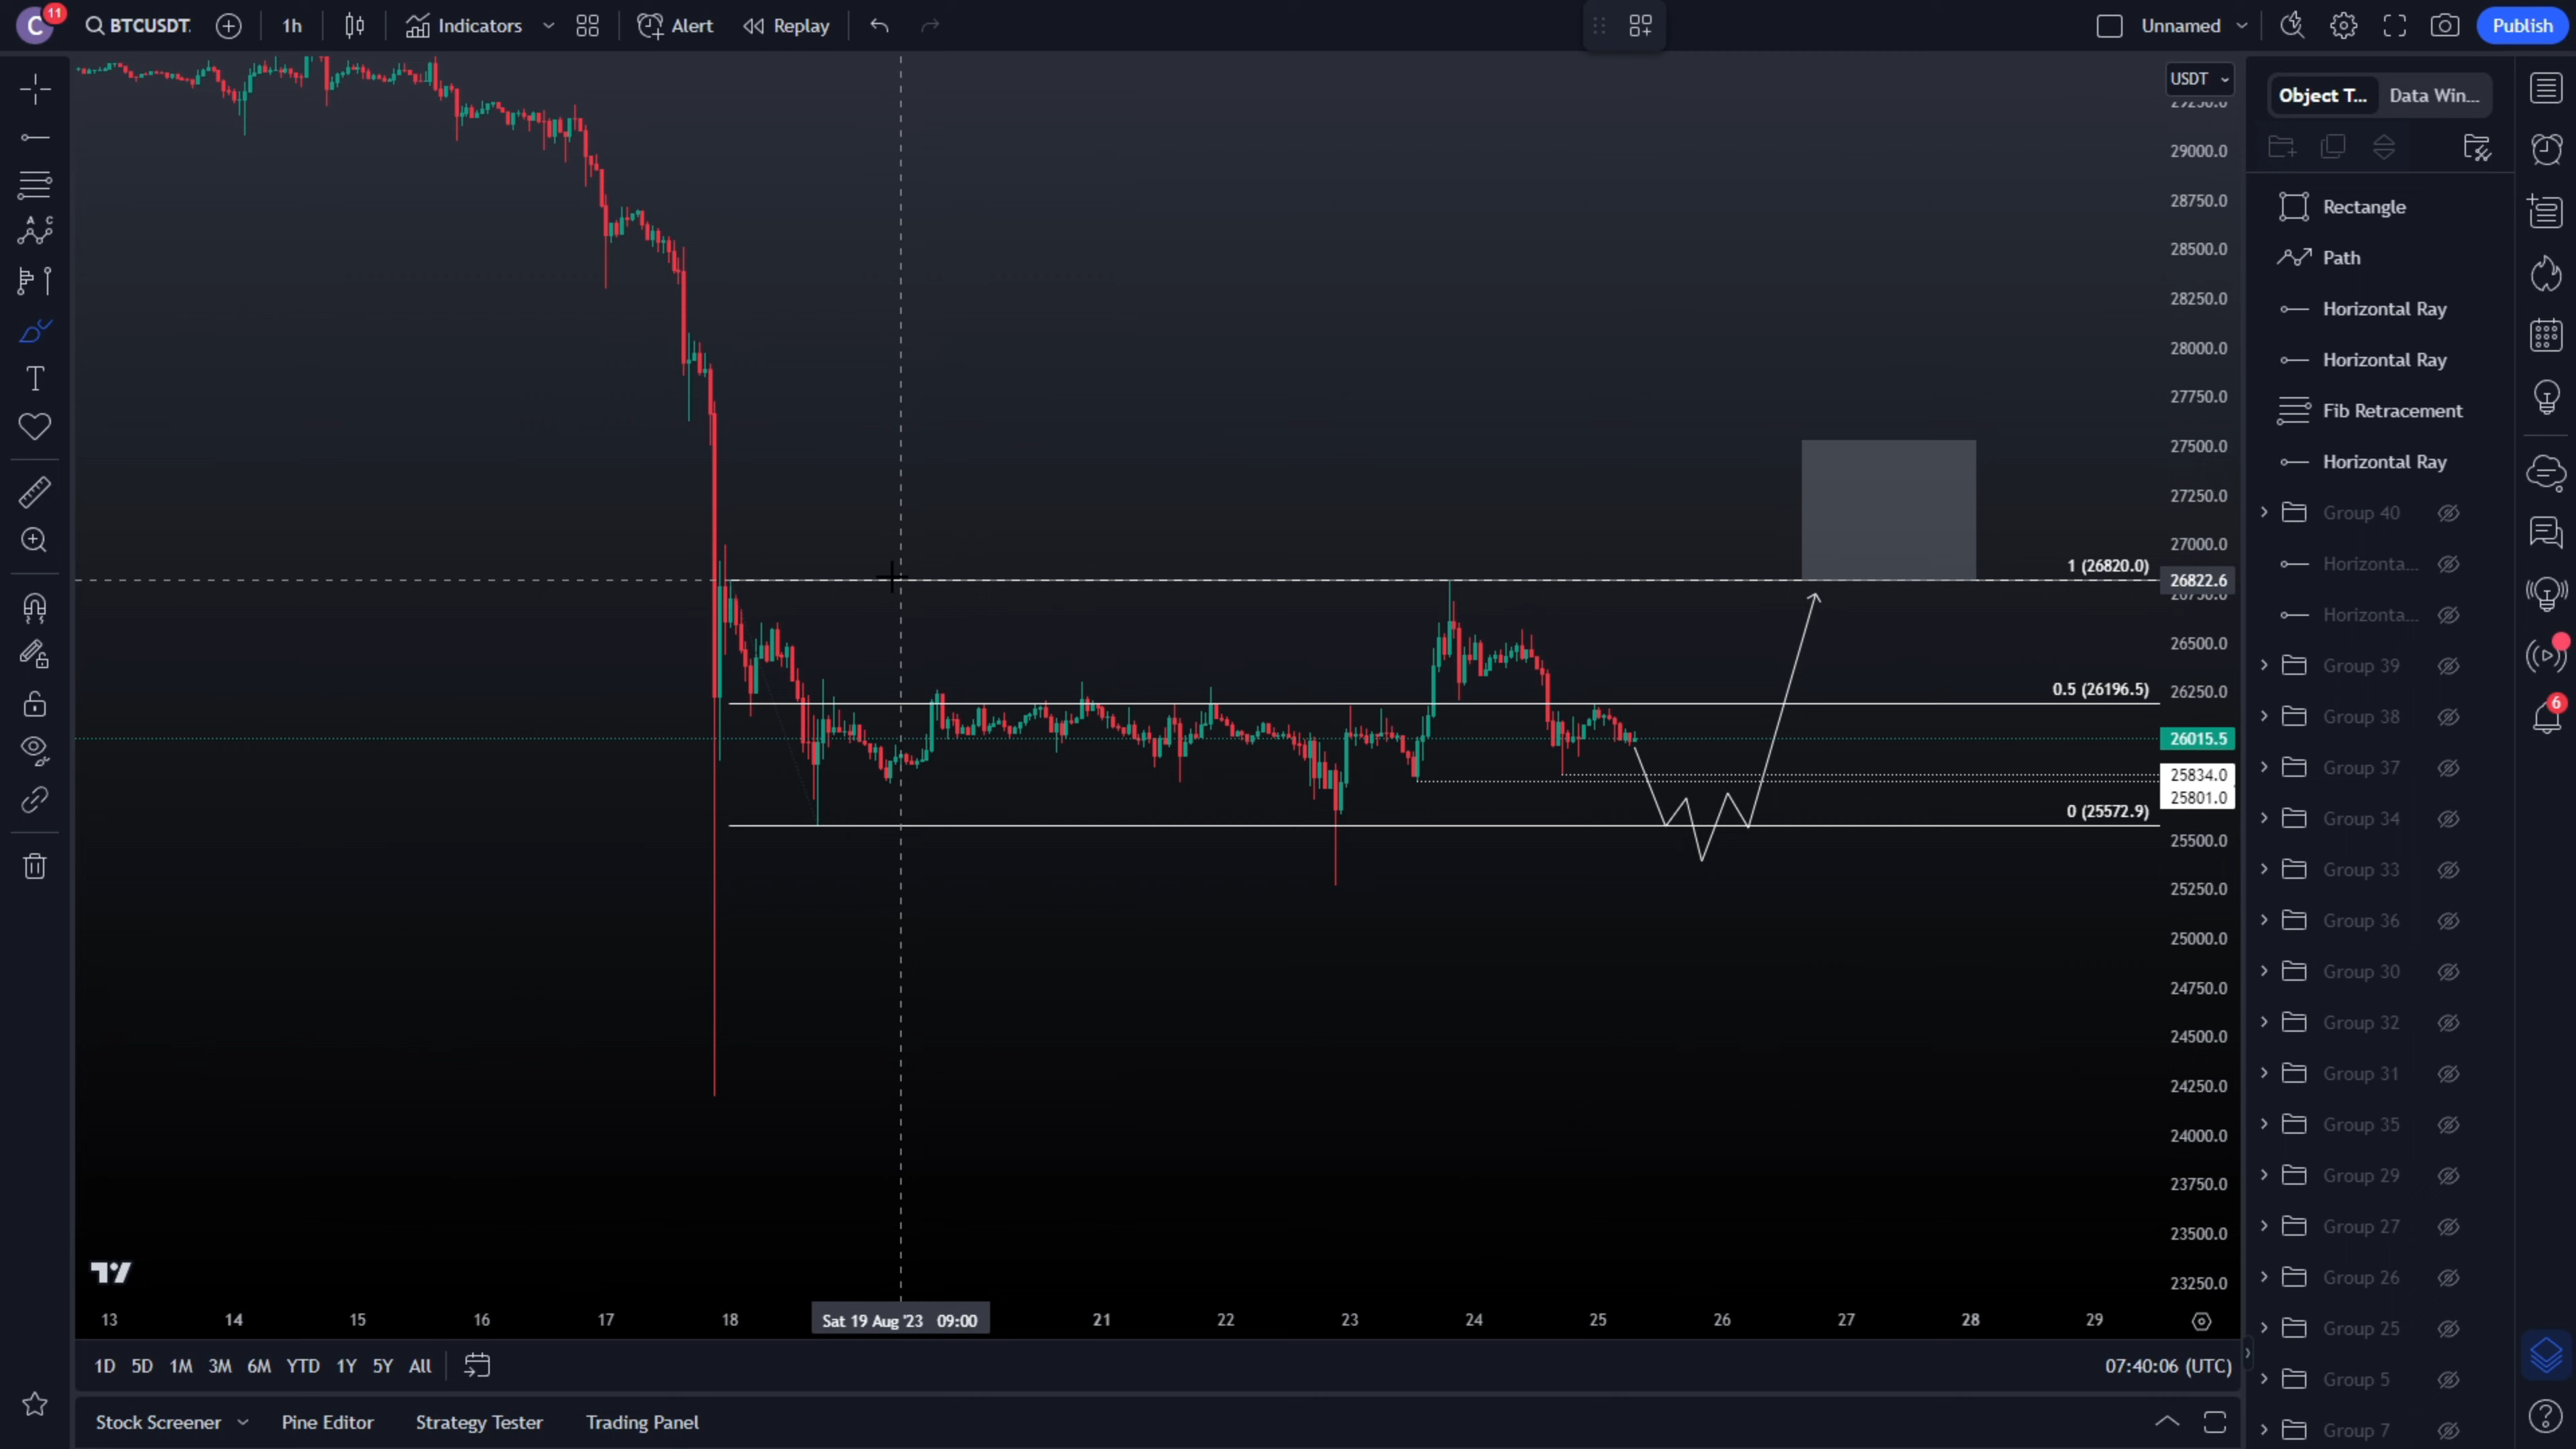 C
11
BTCUSDT.
1h
Indicators
Alert
Replay
Unnamed
Publish
USDT
Object T...
Data Win...
29000.0
28750.0
28500.0
28250.0
28000.0
27750.0
27500.0
27250.0
27000.0
1 (26820.0)
26822.6
26500.0
0.5 (26196.5)
26250.0
26015.5
25834.0
25801.0
0 (25572.9)
25500.0
25250.0
25000.0
24750.0
24500.0
24250.0
24000.0
23750.0
23500.0
23250.0
Rectangle
Path
Horizontal Ray
Horizontal Ray
Fib Retracement
Horizontal Ray
Group 40
Horizonta...
Horizonta...
Group 39
Group 38
Group 37
Group 34
Group 33
Group 36
Group 30
Group 32
Group 31
Group 35
Group 29
Group 27
Group 26
Group 25
Group 5
Group 7
6
13 14 15 16 17 18 Sat 19 Aug '23 09:00 21 22 23 24 25 26 27 28 29
1D 5D 1M 3M 6M YTD 1Y 5Y All
07:40:06 (UTC)
Stock Screener
Pine Editor
Strategy Tester
Trading Panel